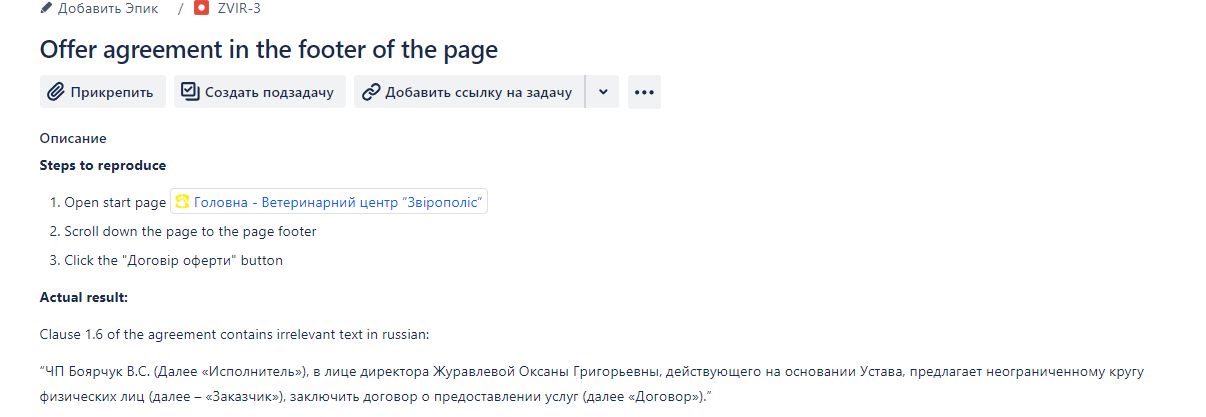 Добавить Эпик / ZVIR-3
Offer agreement in the footer of the page
Прикрепить Создать подзадачу Добавить ссылку на задачу
Описание
Steps to reproduce
1. Open start page Головна - Ветеринарний центр “Звірополіс”
2. Scroll down the page to the page footer
3. Click the "Договір оферти" button
Actual result:
Clause 1.6 of the agreement contains irrelevant text in russian:
“ЧП Боярчук В.С. (Далее «Исполнитель»), в лице директора Журавлевой Оксаны Григорьевны, действующего на основании Устава, предлагает неограниченному кругу
физических лиц (далее – «Заказчик»), заключить договор о предоставлении услуг (далее «Договор»).”